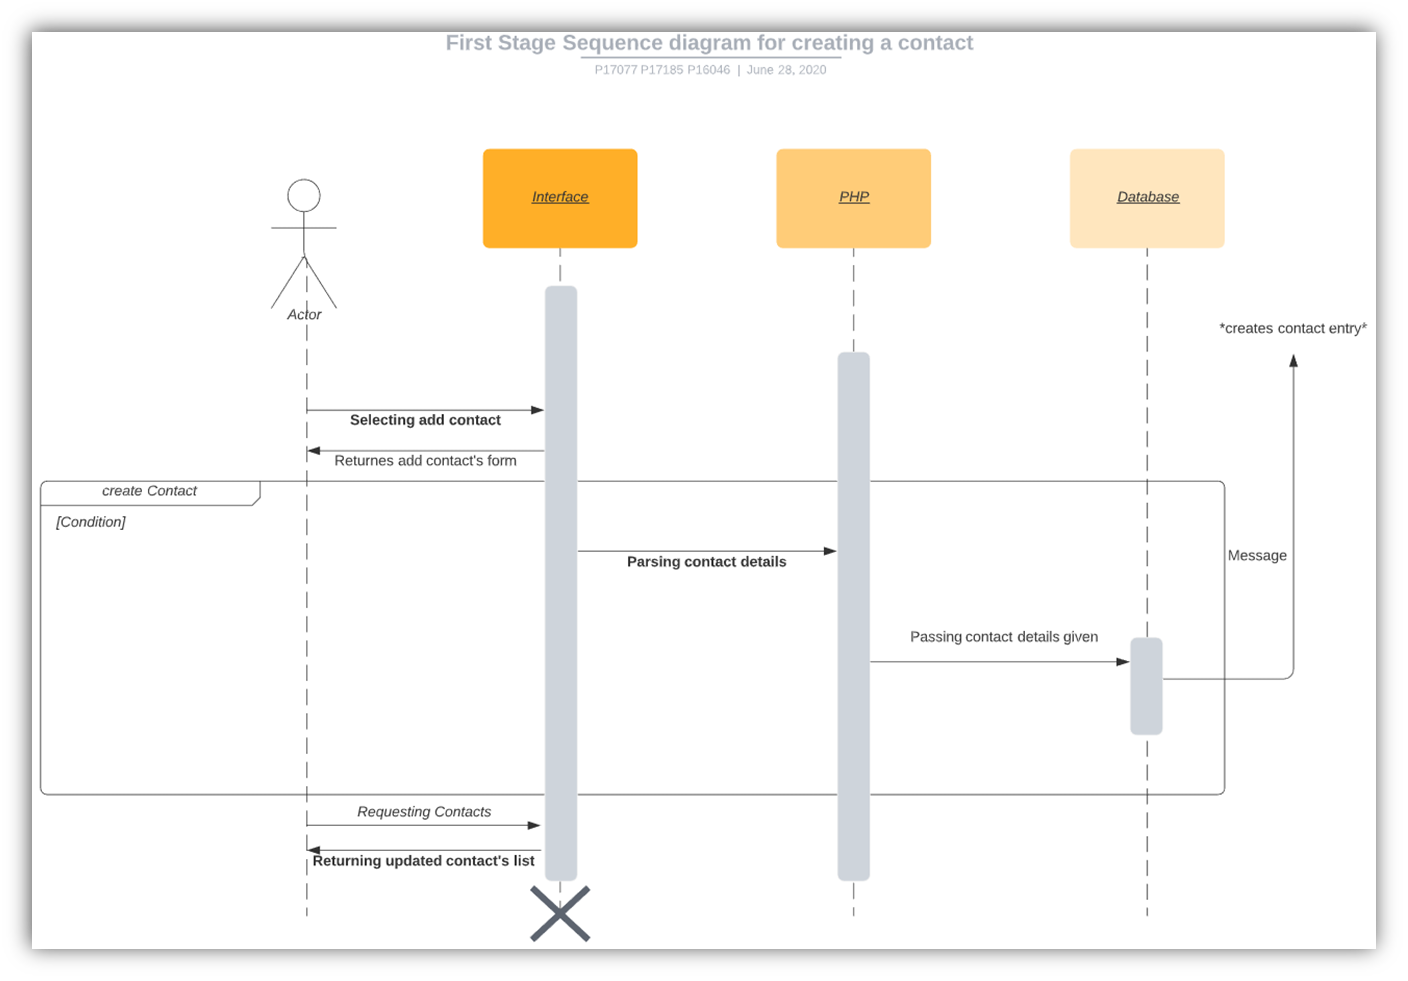 First Stage Sequence diagram for creating a contact
P17077 P17185 P16046 | June 28, 2020
Interface
PHP
Database
Actor
*creates contact entry*
Selecting add contact
Returnes add contact's form
create Contact
[Condition]
Parsing contact details
Message
Passing contact details given
Requesting Contacts
Returning updated contact's list